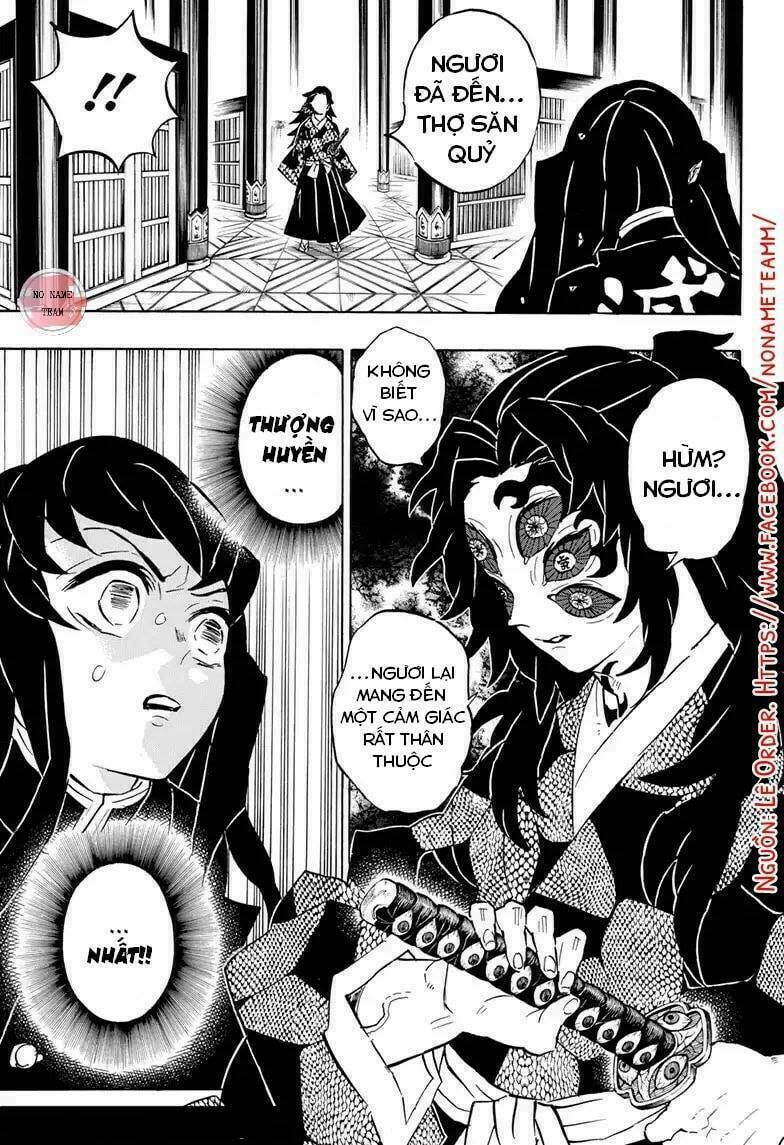 NGƯƠI
ĐÃ ĐẾN...
THỢ SĂN
QUỶ
!!
NO NAME
TEAM
HỪM?
NGƯƠI...
KHÔNG
BIẾT
VÌ SAO...
...NGƯƠI LẠI
MANG ĐẾN
MỘT CẢM GIÁC
RẤT THÂN
THUỘC
THƯỢNG
HUYỀN
...
...
NHẤT!!
NGUỒN: LE ORDER. HTTPS://WWW.FACEBOOK.COM/NONAMETEAMM/